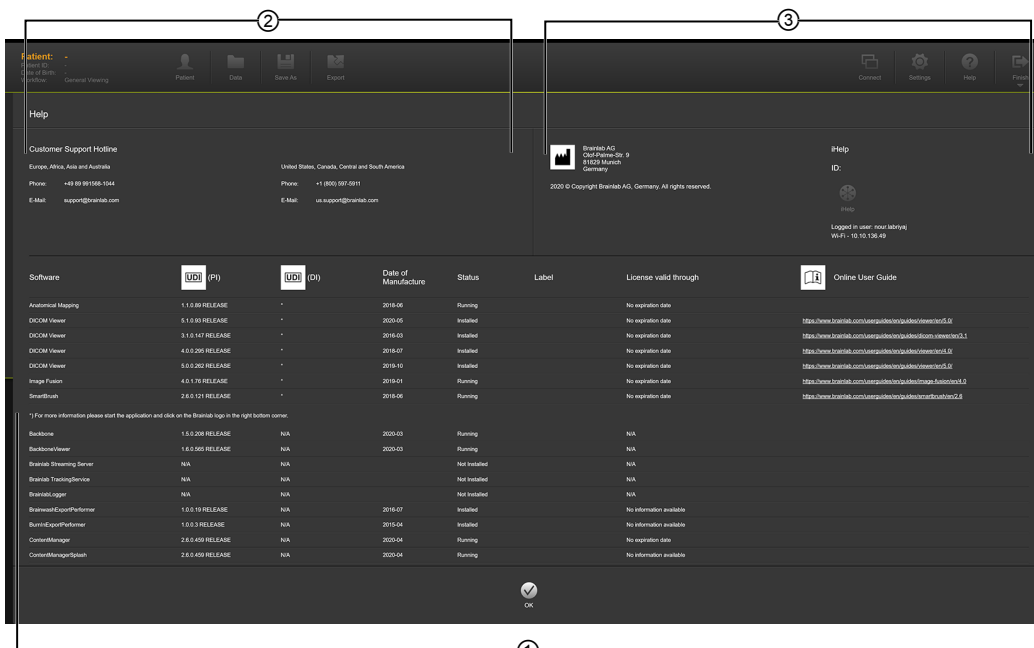 ② ③
Patient: -
Patient ID: -
Date of Birth: -
Workflow: General Viewing
Patient Data Save As Export Connect Settings Help Finish
Help
Customer Support Hotline
Europe, Africa, Asia and Australia United States, Canada, Central and South America
Phone: +49 89 991568-1044 Phone: +1 (800) 597-5911
E-Mail: support@brainlab.com E-Mail: us.support@brainlab.com
Brainlab AG
Olof-Palme-Str. 9
81829 Munich
Germany
2020 © Copyright Brainlab AG, Germany. All rights reserved.
iHelp
ID:
iHelp
Logged in user: nour.labriyaj
Wi-Fi - 10.10.136.49
Software UDI (PI) UDI (DI) Date of Manufacture Status Label License valid through Online User Guide
Anatomical Mapping 1.1.0.69 RELEASE * 2018-06 Running No expiration date
DICOM Viewer 5.1.0.93 RELEASE * 2020-05 Installed No expiration date https://www.brainlab.com/userguides/en/guides/viewer/en/5.0/
DICOM Viewer 3.1.0.147 RELEASE * 2016-03 Installed No expiration date https://www.brainlab.com/userguides/en/guides/dicom-viewer/en/3.1
DICOM Viewer 4.0.0.295 RELEASE * 2018-07 Installed No expiration date https://www.brainlab.com/userguides/en/guides/viewer/en/4.0/
DICOM Viewer 5.0.0.262 RELEASE * 2019-10 Installed No expiration date https://www.brainlab.com/userguides/en/guides/viewer/en/5.0/
Image Fusion 4.0.1.76 RELEASE * 2019-01 Running No expiration date https://www.brainlab.com/userguides/en/guides/image-fusion/en/4.0
SmartBrush 2.6.0.121 RELEASE * 2018-06 Running No expiration date https://www.brainlab.com/userguides/en/guides/smartbrush/en/2.6
*) For more information please start the application and click on the Brainlab logo in the right bottom corner.
Backbone 1.5.0.208 RELEASE N/A 2020-03 Running N/A
BackboneViewer 1.6.0.565 RELEASE N/A 2020-03 Running N/A
Brainlab Streaming Server N/A N/A Not Installed N/A
Brainlab TrackingService N/A N/A Not Installed N/A
BrainlabLogger N/A N/A Not Installed N/A
BrainwashExportPerformer 1.0.0.19 RELEASE N/A 2016-07 Installed No information available
BurnInExportPerformer 1.0.0.3 RELEASE N/A 2015-04 Installed No information available
ContentManager 2.6.0.459 RELEASE N/A 2020-04 Running No expiration date
ContentManagerSplash 2.6.0.459 RELEASE N/A 2020-04 Running No information available
OK
①